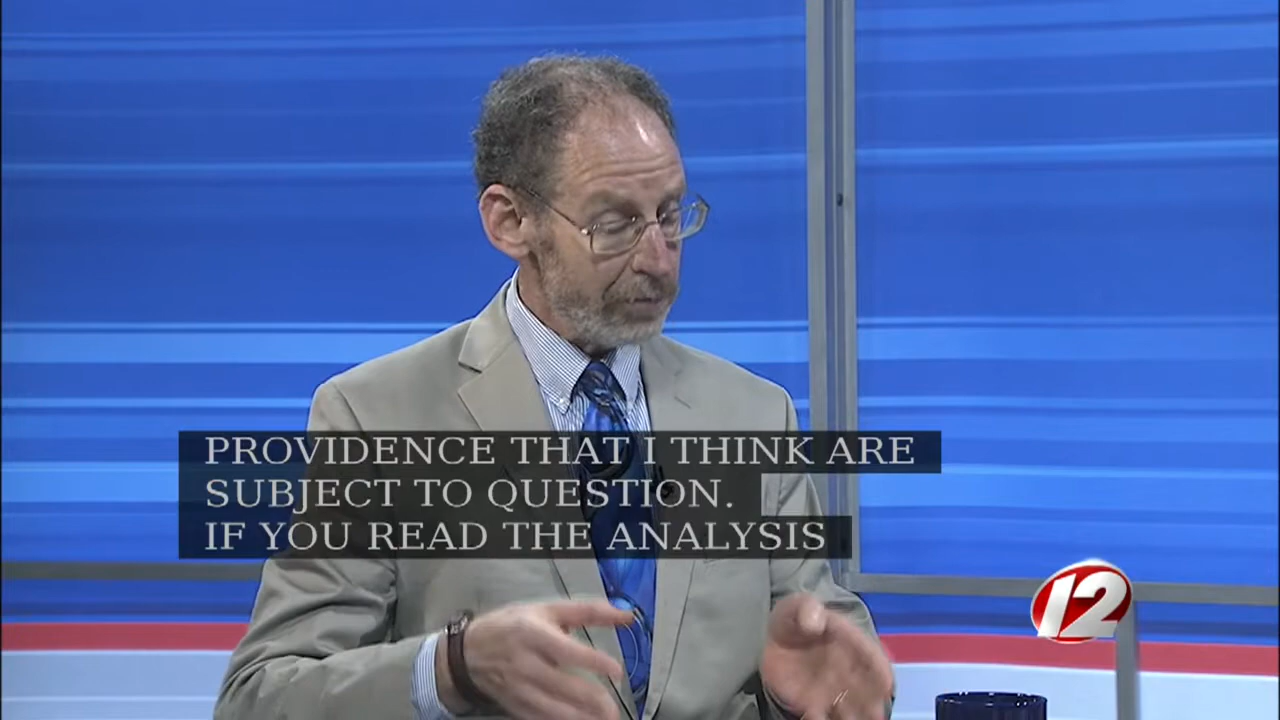 PROVIDENCE THAT I THINK ARE
SUBJECT TO QUESTION.
IF YOU READ THE ANALYSIS
12